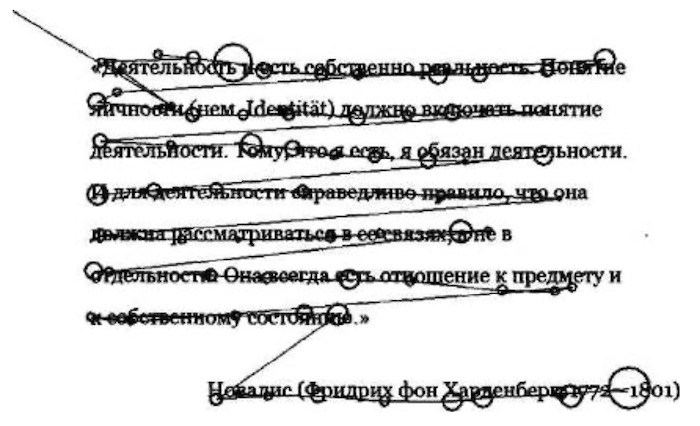 «Деятельность и есть собственно реальность. Понятие
личности (нем. Identität) должно включать понятие
деятельности. Тому, что я есть, я обязан деятельности.
И для деятельности справедливо правило, что она
должна рассматриваться в ее связях, а не в
отдельности. Она всегда есть отношение к предмету и
к собственному состоянию.»
Новалис (Фридрих фон Харденберг 1772—1801)